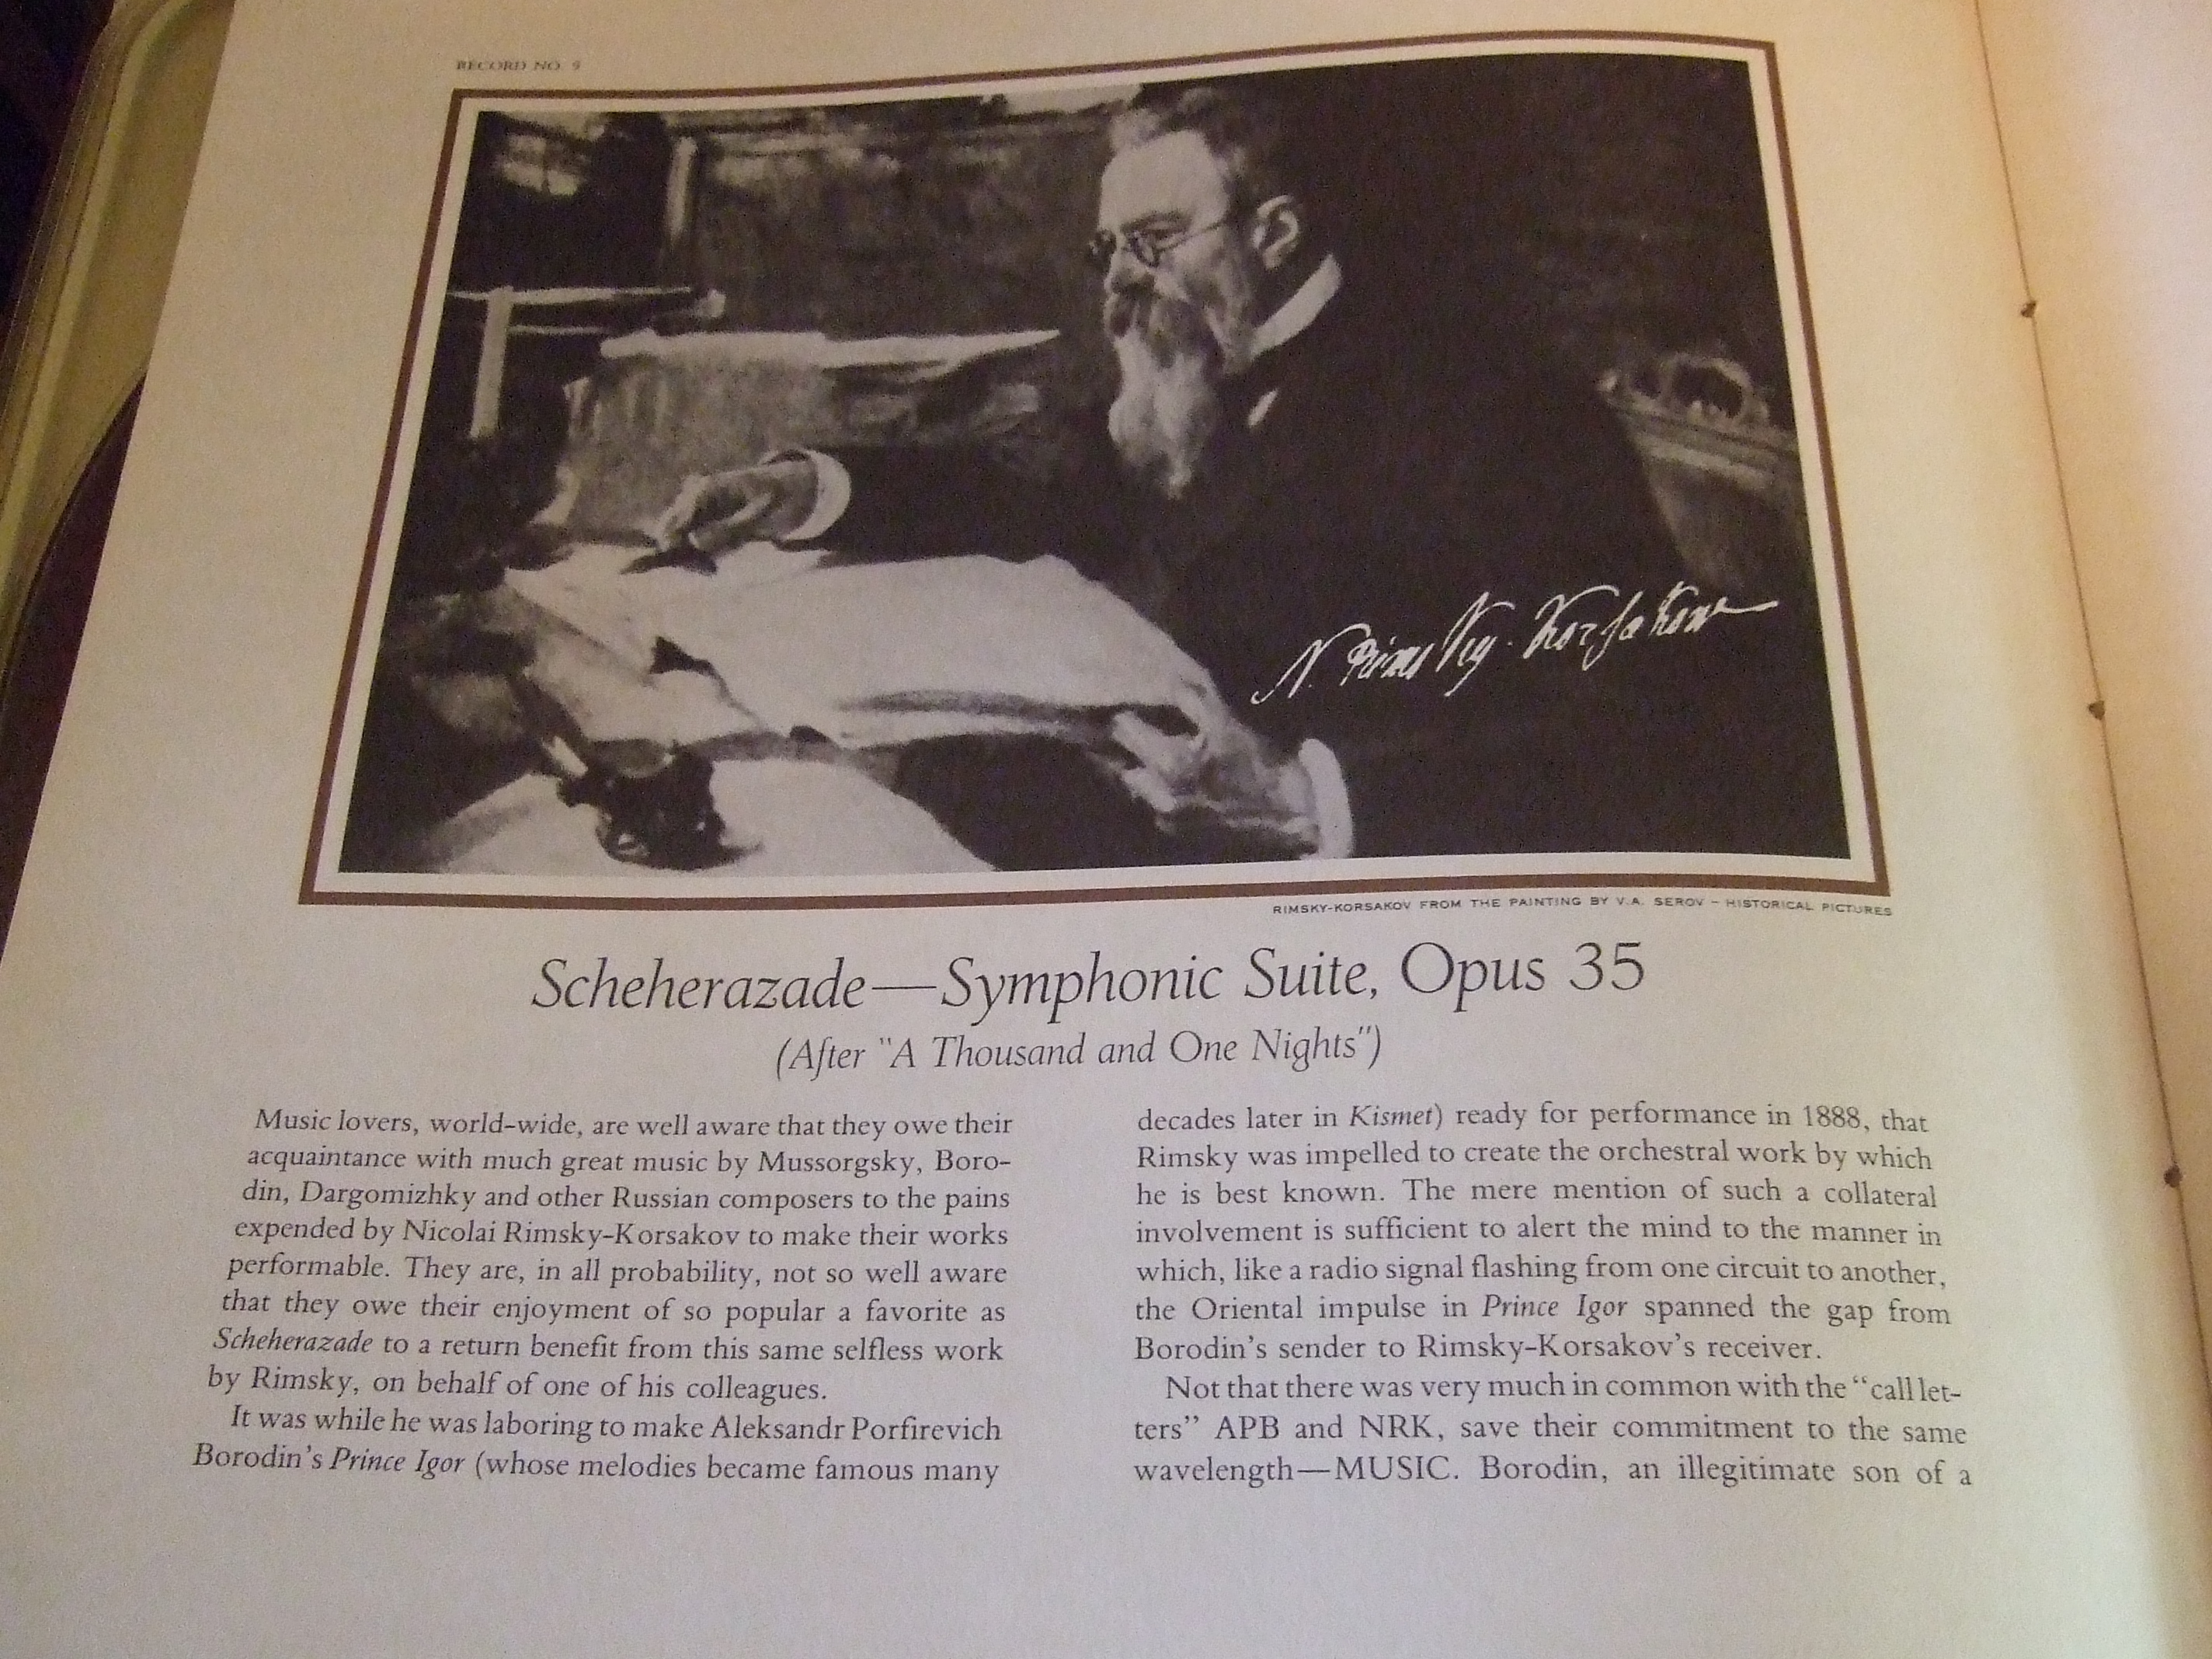 RECORD NO. 9
N. Rimsky-Korsakow
RIMSKY-KORSAKOV FROM THE PAINTING BY V.A. SEROV – HISTORICAL PICTURES
Scheherazade—Symphonic Suite, Opus 35
(After "A Thousand and One Nights")
Music lovers, world-wide, are well aware that they owe their
acquaintance with much great music by Mussorgsky, Boro-
din, Dargomizhky and other Russian composers to the pains
expended by Nicolai Rimsky-Korsakov to make their works
performable. They are, in all probability, not so well aware
that they owe their enjoyment of so popular a favorite as
Scheherazade to a return benefit from this same selfless work
by Rimsky, on behalf of one of his colleagues.
It was while he was laboring to make Aleksandr Porfirevich
Borodin's Prince Igor (whose melodies became famous many
decades later in Kismet) ready for performance in 1888, that
Rimsky was impelled to create the orchestral work by which
he is best known. The mere mention of such a collateral
involvement is sufficient to alert the mind to the manner in
which, like a radio signal flashing from one circuit to another,
the Oriental impulse in Prince Igor spanned the gap from
Borodin's sender to Rimsky-Korsakov's receiver.
Not that there was very much in common with the “call let-
ters” APB and NRK, save their commitment to the same
wavelength—MUSIC. Borodin, an illegitimate son of a